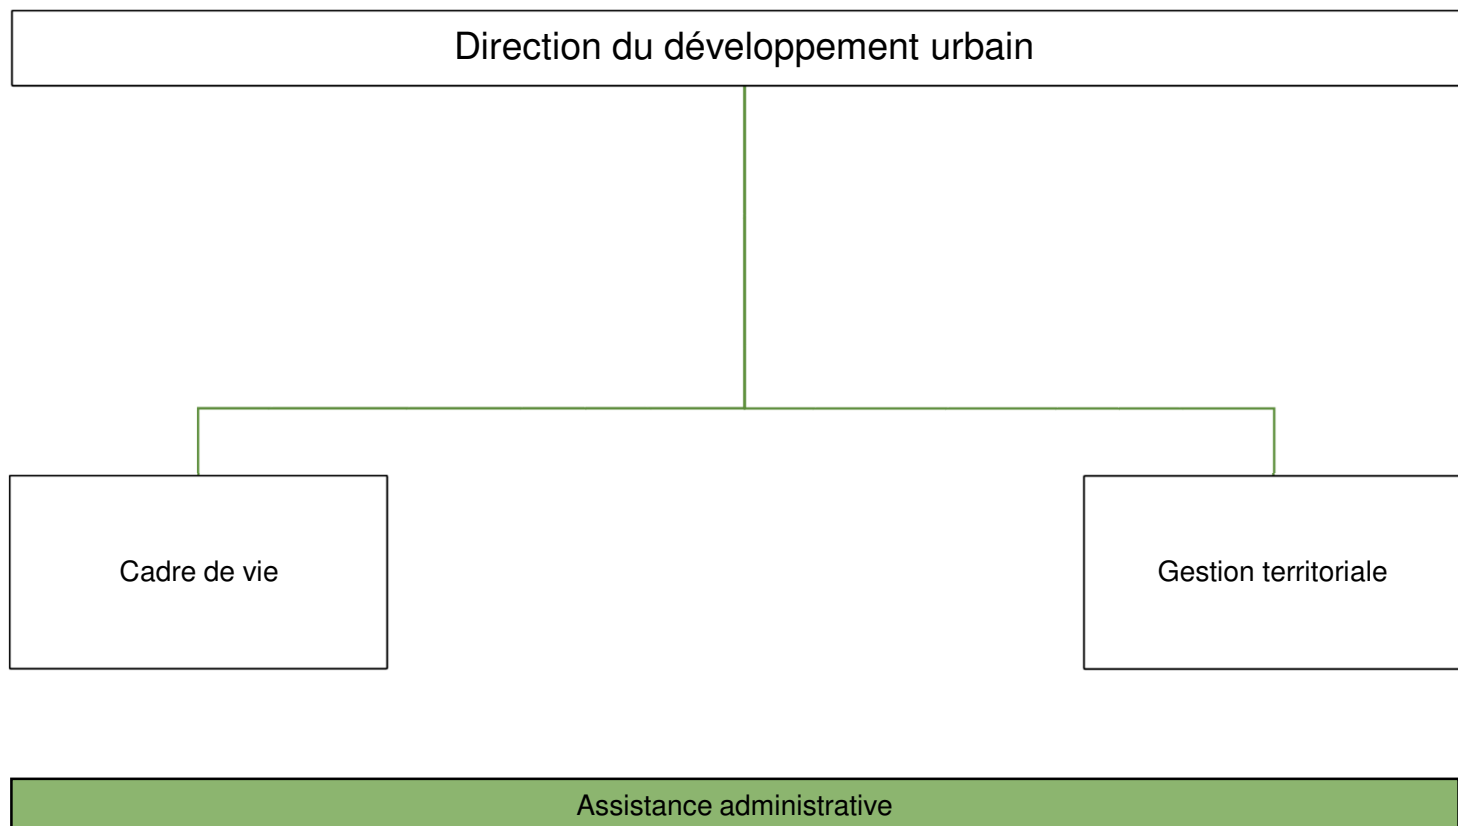 Direction du développement urbain
Cadre de vie
Gestion territoriale
Assistance administrative